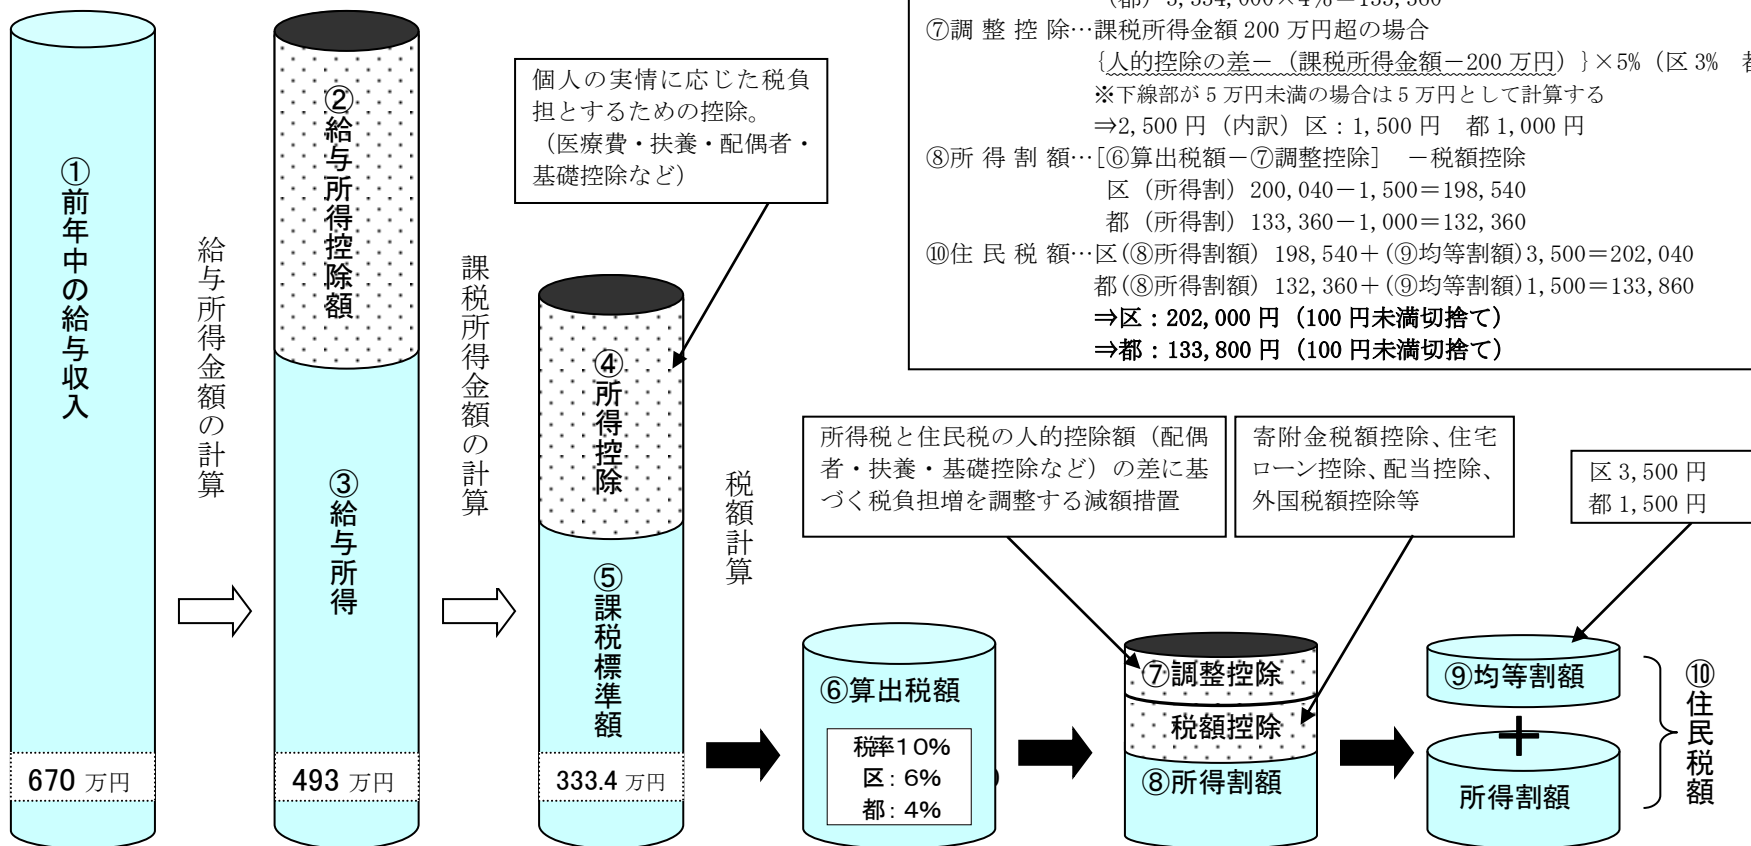 (都) 3,334,000×4%=133,360
⑦調 整 控 除…課税所得金額 200 万円超の場合
{人的控除の差-(課税所得金額-200 万円)}×5%(区 3% 都
※下線部が 5 万円未満の場合は 5 万円として計算する
⇒2,500 円(内訳)区:1,500 円 都 1,000 円
⑧所 得 割 額…[⑥算出税額-⑦調整控除] -税額控除
区(所得割)200,040-1,500=198,540
都(所得割)133,360-1,000=132,360
⑩住 民 税 額…区(⑧所得割額) 198,540+(⑨均等割額)3,500=202,040
都(⑧所得割額) 132,360+(⑨均等割額)1,500=133,860
⇒区:202,000 円(100 円未満切捨て)
⇒都:133,800 円(100 円未満切捨て)
①前年中の給与収入
670 万円
給与所得金額の計算
②給与所得控除額
③給与所得
493 万円
課税所得金額の計算
個人の実情に応じた税負
担とするための控除。
(医療費・扶養・配偶者・
基礎控除など)
④所得控除
⑤課税標準額
333.4 万円
税額計算
⑥算出税額
税率10%
区:6%
都:4%
所得税と住民税の人的控除額(配偶
者・扶養・基礎控除など)の差に基
づく税負担増を調整する減額措置
寄附金税額控除、住宅
ローン控除、配当控除、
外国税額控除等
⑦調整控除
税額控除
⑧所得割額
区 3,500 円
都 1,500 円
⑨均等割額
+
所得割額
⑩住民税額